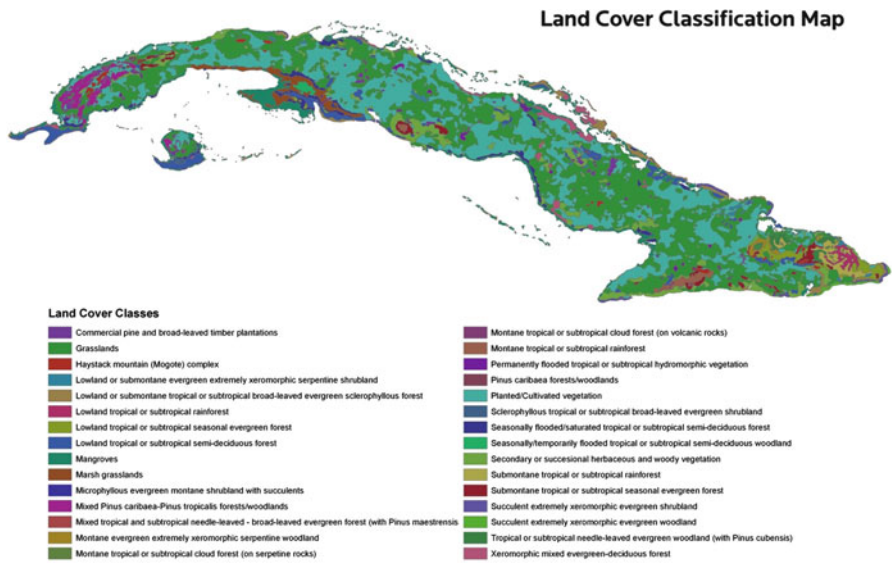 Land Cover Classification Map
Land Cover Classes
Commercial pine and broad-leaved timber plantations
Grasslands
Haystack mountain (Mogote) complex
Lowland or submontane evergreen extremely xeromorphic serpentine shrubland
Lowland or submontane tropical or subtropical broad-leaved evergreen sclerophyllous forest
Lowland tropical or subtropical rainforest
Lowland tropical or subtropical seasonal evergreen forest
Lowland tropical or subtropical semi-deciduous forest
Mangroves
Marsh grasslands
Microphyllous evergreen montane shrubland with succulents
Mixed Pinus caribaea-Pinus tropicalis forests/woodlands
Mixed tropical and subtropical needle-leaved - broad-leaved evergreen forest (with Pinus maestrensis
Montane evergreen extremely xeromorphic serpentine woodland
Montane tropical or subtropical cloud forest (on serpetine rocks)
Montane tropical or subtropical cloud forest (on volcanic rocks)
Montane tropical or subtropical rainforest
Permanently flooded tropical or subtropical hydromorphic vegetation
Pinus caribaea forests/woodlands
Planted/Cultivated vegetation
Sclerophyllous tropical or subtropical broad-leaved evergreen shrubland
Seasonally flooded/saturated tropical or subtropical semi-deciduous forest
Seasonally/temporarily flooded tropical or subtropical semi-deciduous woodland
Secondary or succesional herbaceous and woody vegetation
Submontane tropical or subtropical rainforest
Submontane tropical or subtropical seasonal evergreen forest
Succulent extremely xeromorphic evergreen shrubland
Succulent extremely xeromorphic evergreen woodland
Tropical or subtropical needle-leaved evergreen woodland (with Pinus cubensis)
Xeromorphic mixed evergreen-deciduous forest